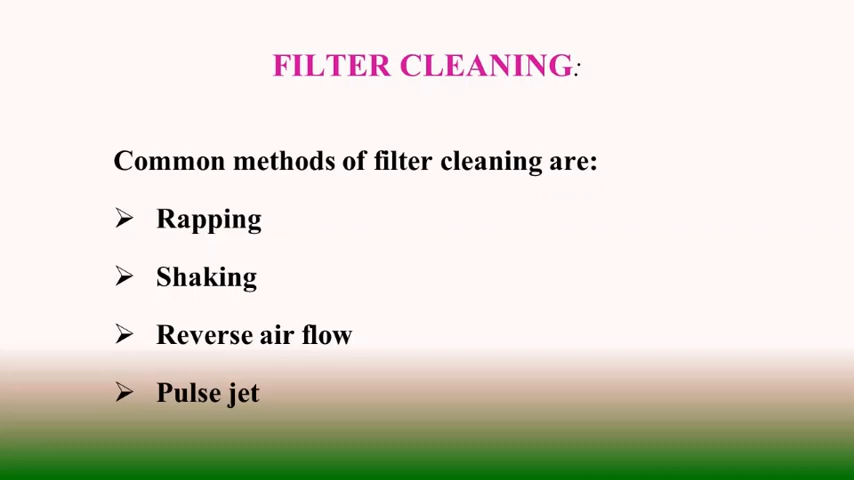 FILTER CLEANING:
Common methods of filter cleaning are:
➢ Rapping
➢ Shaking
➢ Reverse air flow
➢ Pulse jet